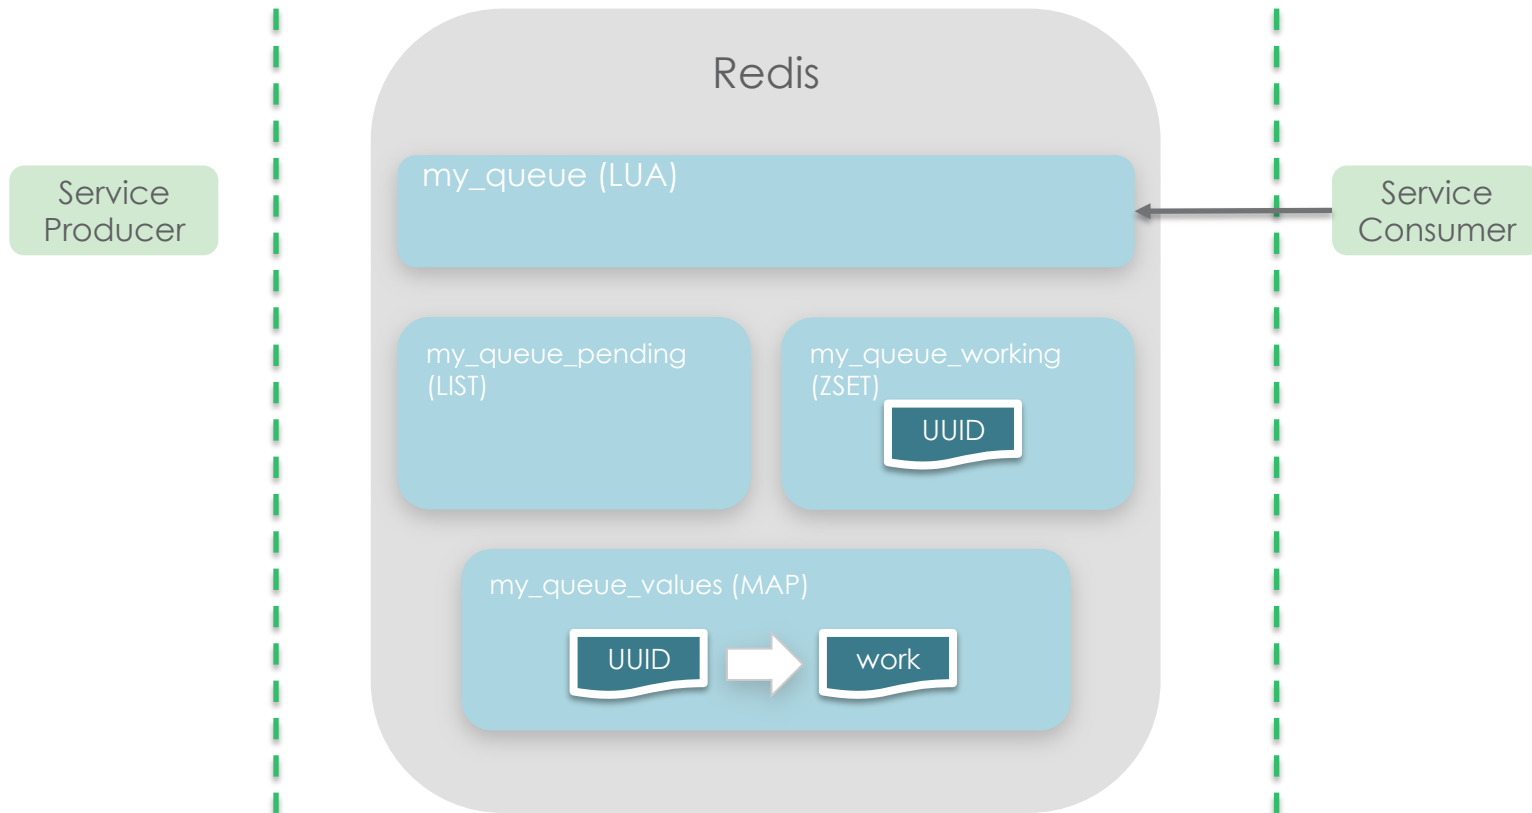 Redis
my_queue (LUA)
Service
Producer
Service
Consumer
my_queue_pending
(LIST)
my_queue_working
(ZSET)
UUID
my_queue_values (MAP)
UUID
work